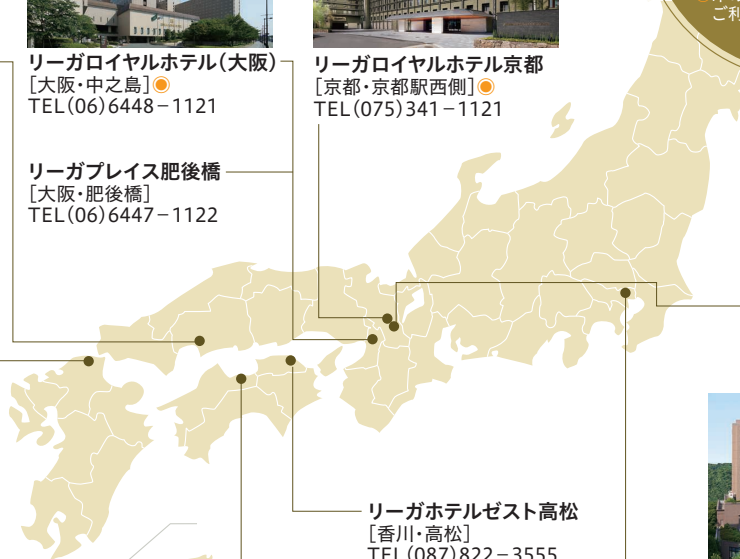 リーガロイヤルホテル(大阪)
[大阪・中之島]
TEL(06)6448−1121
リーガロイヤルホテル京都
[京都・京都駅西側]
TEL(075)341−1121
リーガプレイス肥後橋
[大阪・肥後橋]
TEL(06)6447−1122
リーガホテルゼスト高松
[香川・高松]
TEL(087)822−3555